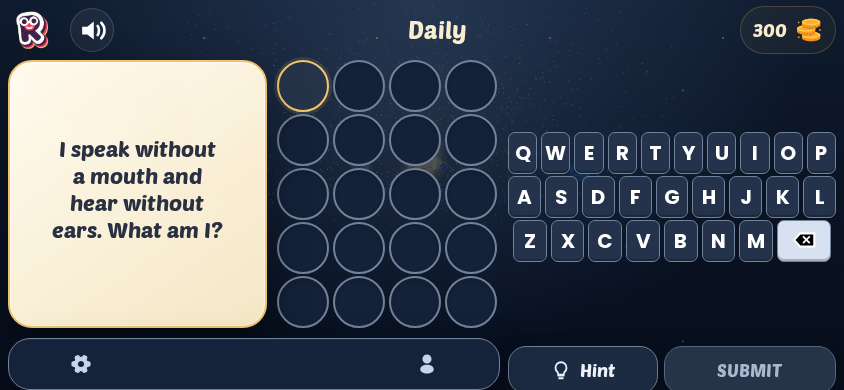 Daily
300
I speak without
a mouth and
hear without
ears. What am I?
Q W E R T Y U I O P
A S D F G H J K L
Z X C V B N M
Hint
SUBMIT